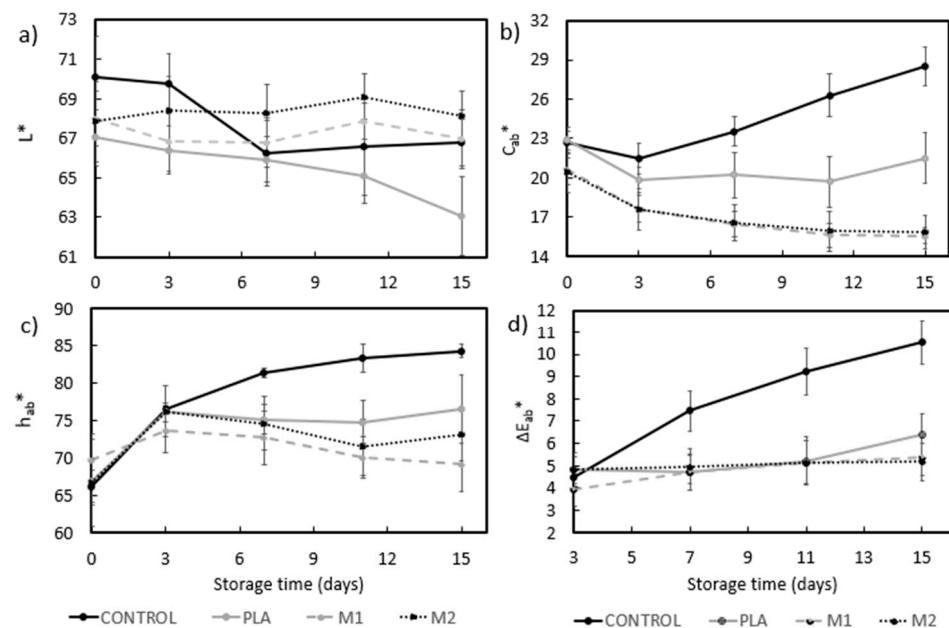 a)
73
71
69
67
65
63
61
L*
0 3 6 9 12 15
b)
32
29
26
23
20
17
14
Cab*
0 3 6 9 12 15
c)
90
85
80
75
70
65
60
hab*
0 3 6 9 12 15
Storage time (days)
CONTROL PLA M1 M2
d)
12
11
10
9
8
7
6
5
4
3
2
ΔEab*
3 5 7 9 11 13 15
Storage time (days)
CONTROL PLA M1 M2